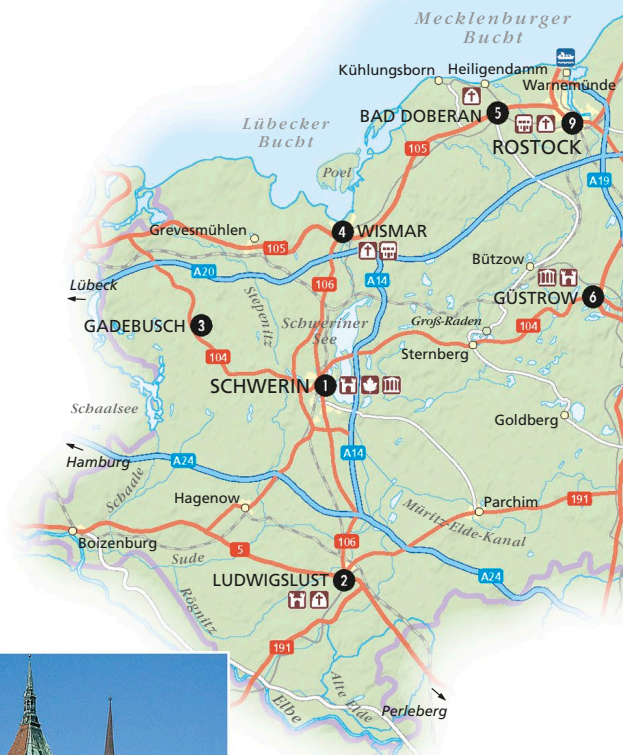 Mecklenburger
Bucht
Kühlungsborn
Heiligendamm
Warnemünde
BAD DOBERAN
5
9
ROSTOCK
Lübecker
Bucht
105
A19
Poel
Grevesmühlen
4
WISMAR
105
A20
106
A14
Bützow
Lübeck
Stepenitz
GÜSTROW
6
GADEBUSCH
3
Schweriner
See
Groß-Raden
104
Sternberg
104
SCHWERIN
1
Schaalsee
Goldberg
Hamburg
A24
A14
Schaale
Hagenow
Parchim
191
Müritz-Elde-Kanal
Boizenburg
Sude
5
106
LUDWIGSLUST
2
A24
Rögnitz
191
Alte Elde
Elbe
Perleberg